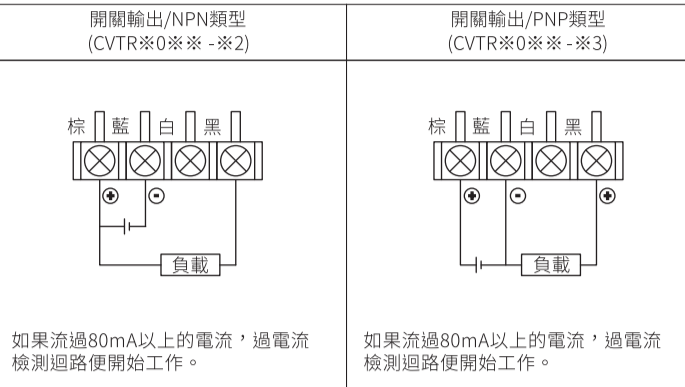 開關輸出/NPN類型
(CVTR※0※※ -※2)
棕 藍 白 黑
負載
如果流過80mA以上的電流，過電流
檢測迴路便開始工作。
開關輸出/PNP類型
(CVTR※0※※ -※3)
棕 藍 白 黑
負載
如果流過80mA以上的電流，過電流
檢測迴路便開始工作。